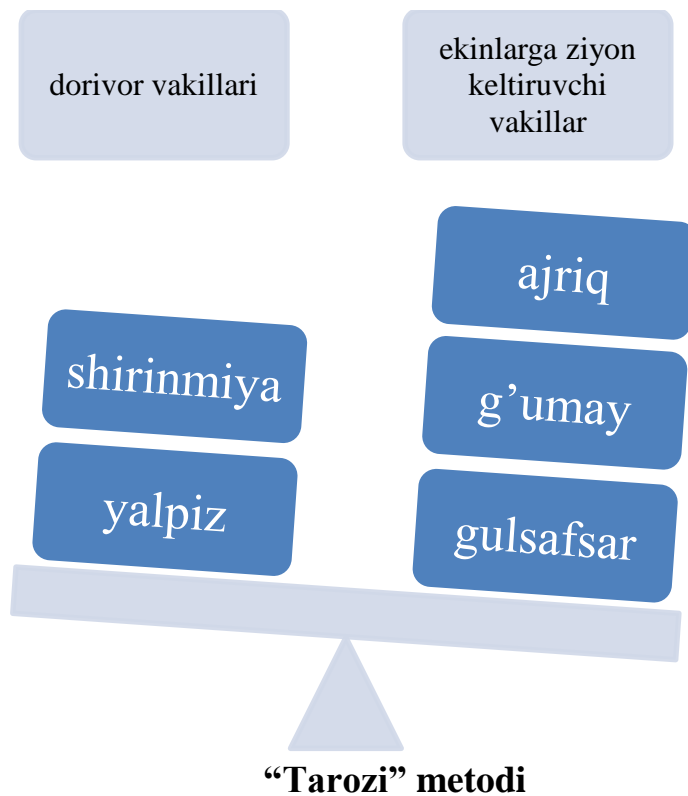 dorivor vakillari
ekinlarga ziyon
keltiruvchi
vakillar
shirinmiya
yalpiz
ajriq
g’umay
gulsafsar
“Tarozi” metodi